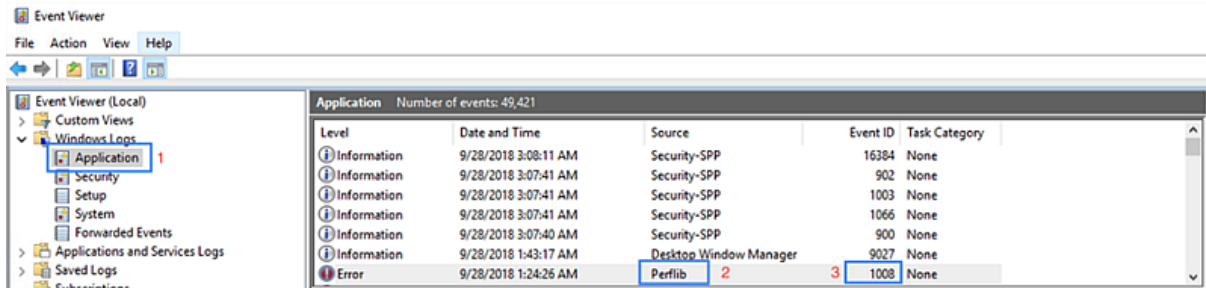 Event Viewer
File Action View Help
Event Viewer (Local)
Custom Views
Windows Logs
Application 1
Security
Setup
System
Forwarded Events
Applications and Services Logs
Saved Logs
Subscriptions
Application Number of events: 49,421
Level Date and Time Source Event ID Task Category
Information 9/28/2018 3:08:11 AM Security-SPP 16384 None
Information 9/28/2018 3:07:41 AM Security-SPP 902 None
Information 9/28/2018 3:07:41 AM Security-SPP 1003 None
Information 9/28/2018 3:07:41 AM Security-SPP 1066 None
Information 9/28/2018 3:07:40 AM Security-SPP 900 None
Information 9/28/2018 1:43:17 AM Desktop Window Manager 9027 None
Error 9/28/2018 1:24:26 AM Perflib 2 3 1008 None